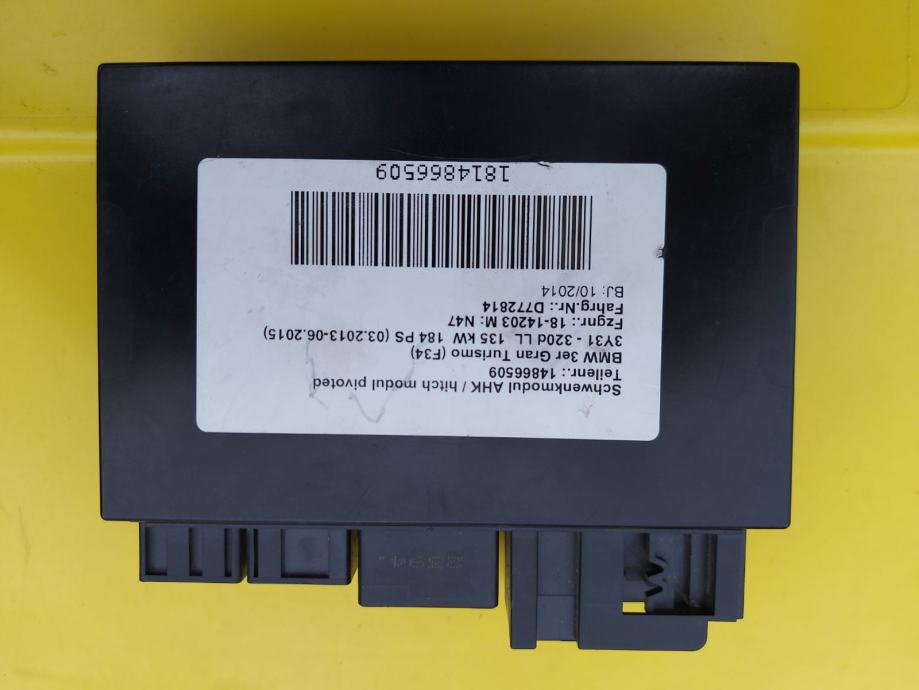 Schwenkmodul AHK / hitch modul pivoted
Teilenr.: 14866509
BMW 3er Gran Turismo (F34)
3Y31 - 320d LL 135 kW 184 PS (03.2013-06.2015)
Fzgnr.: 18-14203 M: N47
Fahrg.Nr.: D772814
BJ: 10/2014
1814866509